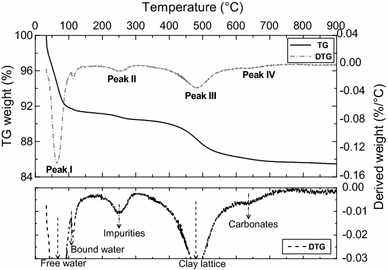 Temperature (°C)
0 100 200 300 400 500 600 700 800 900
100 0.04
TG
DTG
96 0.00
Peak II
Peak IV
Peak III
92 -0.04
88 -0.09
Peak I
-0.13
84 -0.16
TG weight (%)
Derived weight (%/°C)
0.00
-0.01
Impurities
Carbonates
-0.02
Bound water
DTG
Free water
Clay lattice
-0.03